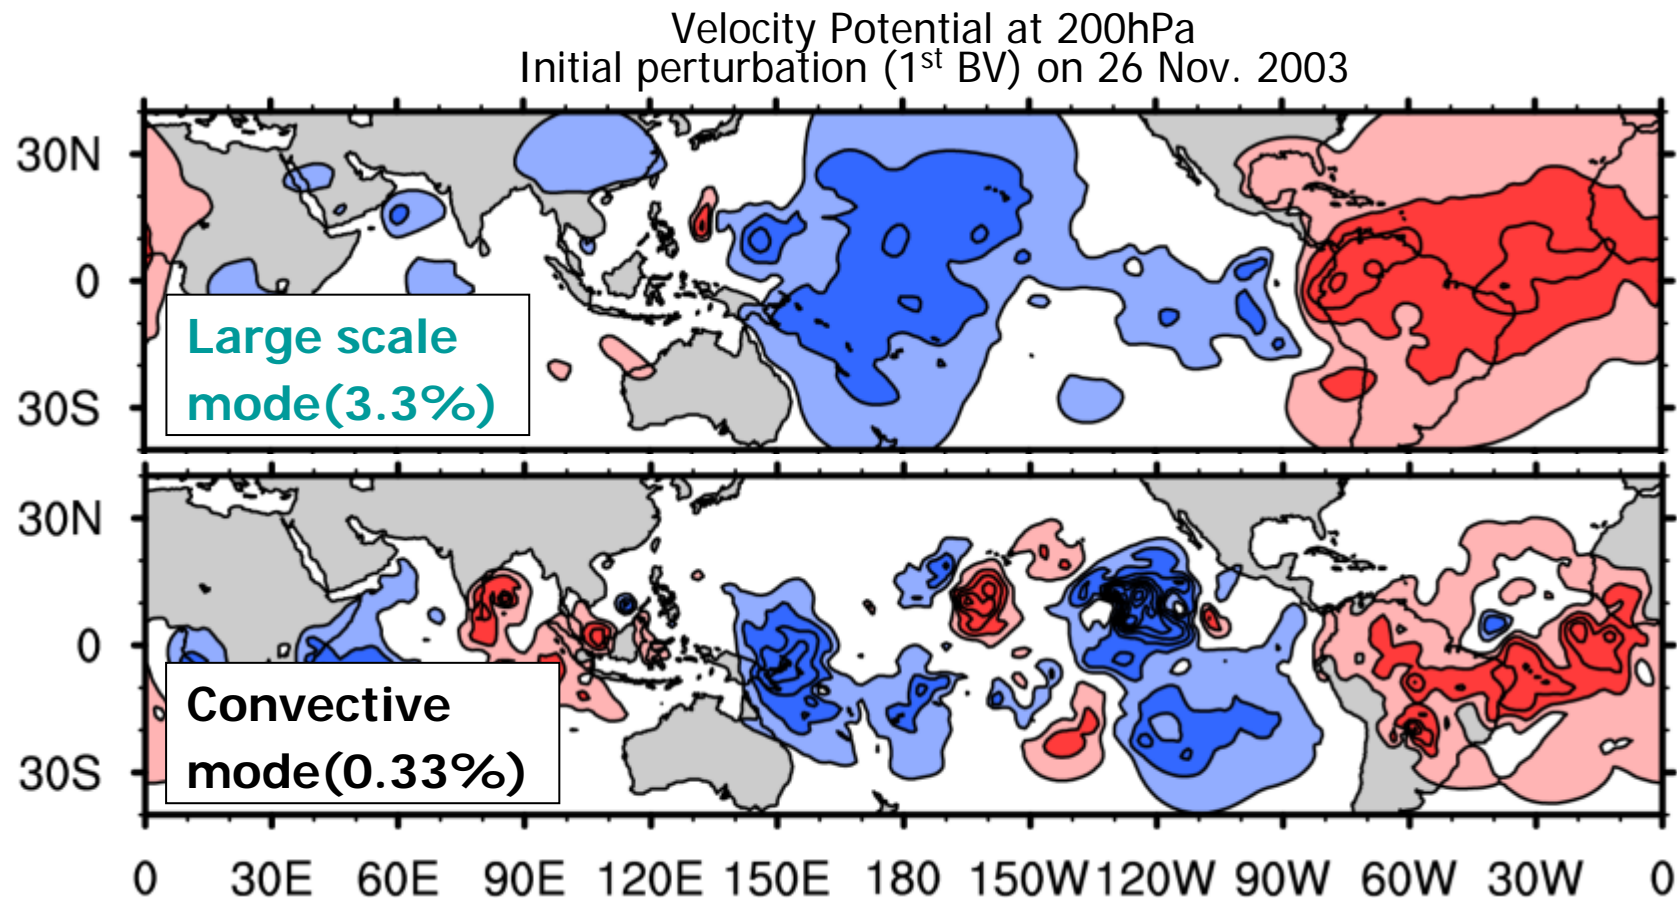 Velocity Potential at 200hPa
Initial perturbation (1st BV) on 26 Nov. 2003
30N
0
30S
Large scale
mode(3.3%)
30N
0
30S
Convective
mode(0.33%)
0 30E 60E 90E 120E 150E 180 150W 120W 90W 60W 30W 0